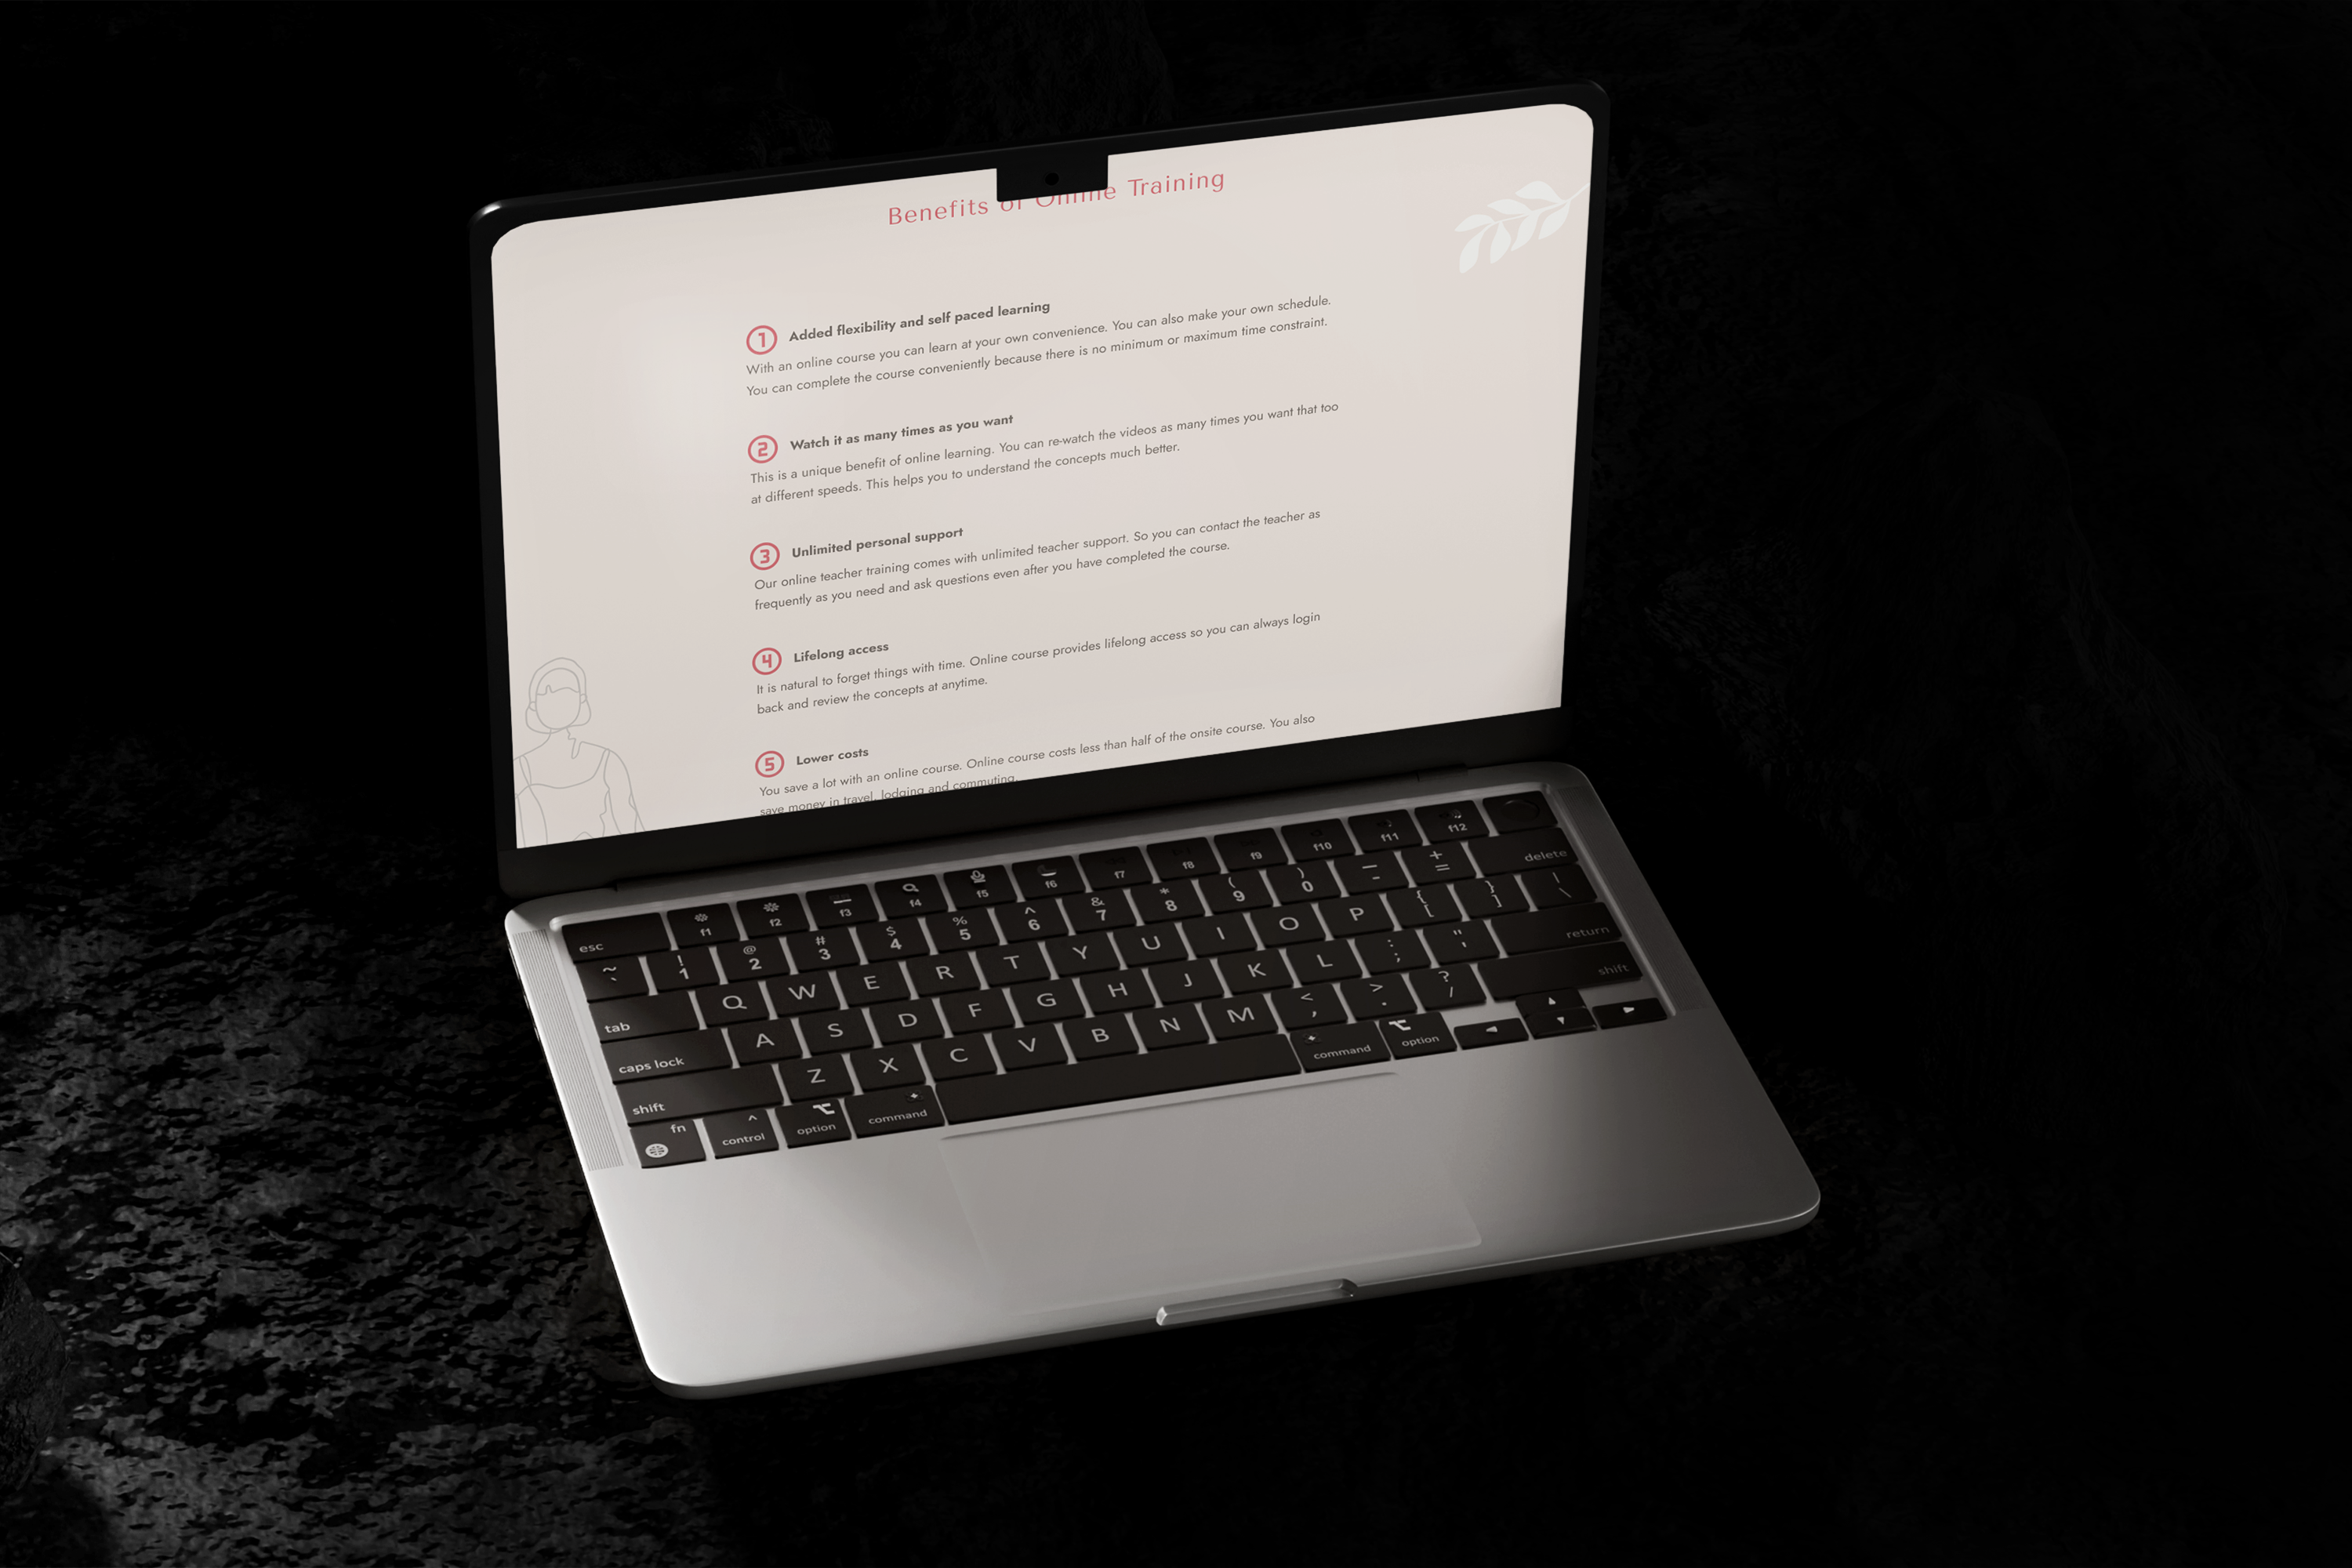 Benefits of Online Training
1 Added flexibility and self paced learning
With an online course you can learn at your own convenience. You can also make your own schedule.
You can complete the course conveniently because there is no minimum or maximum time constraint.
2 Watch it as many times as you want
This is a unique benefit of online learning. You can re-watch the videos as many times you want that too
at different speeds. This helps you to understand the concepts much better.
3 Unlimited personal support
Our online teacher training comes with unlimited teacher support. So you can contact the teacher as
frequently as you need and ask questions even after you have completed the course.
4 Lifelong access
It is natural to forget things with time. Online course provides lifelong access so you can always login
back and review the concepts at anytime.
5 Lower costs
You save a lot with an online course. Online course costs less than half of the onsite course. You also
save money in travel, lodging and commuting.
esc f1 f2 f3 f4 f5 f6 f7 f8 f9 f10 f11 f12
~ ` ! 1 @ 2 # 3 $ 4 % 5 ^ 6 & 7 * 8 ( 9 ) 0 — - + = delete
tab Q W E R T Y U I O P { [ } ] | \
caps lock A S D F G H J K L : ; " ' return
shift Z X C V B N M < , > . ? / shift
fn ^ control option command command option